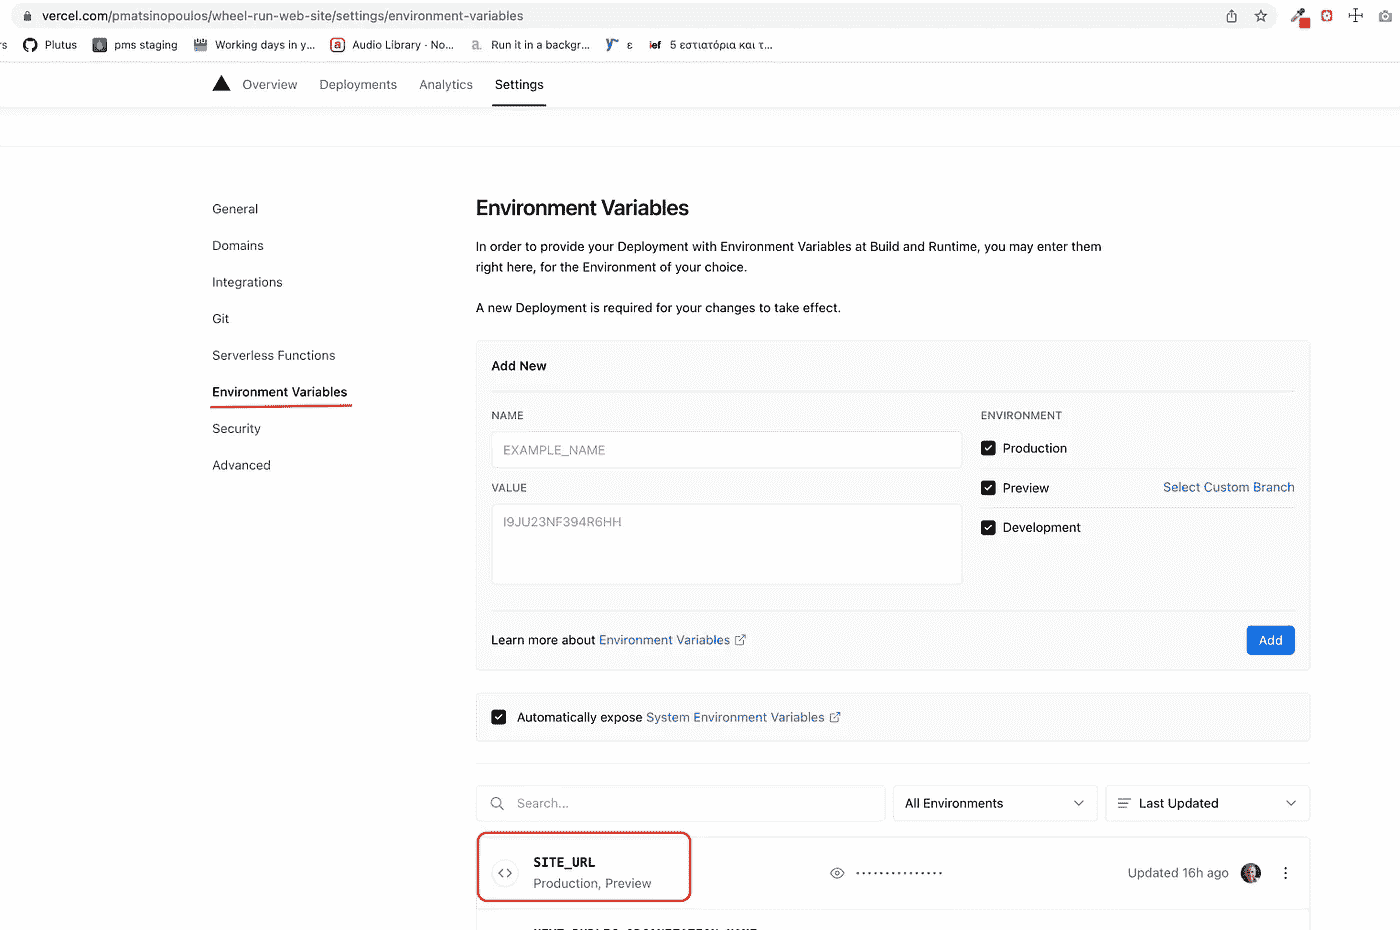 vercel.com/pmatsinopoulos/wheel-run-web-site/settings/environment-variables
rs Plutus pms staging Working days in y... Audio Library - No... a. Run it in a backgr... ε ief 5 εστιατόρια και τ...
Overview Deployments Analytics Settings
General
Domains
Integrations
Git
Serverless Functions
Environment Variables
Security
Advanced
Environment Variables
In order to provide your Deployment with Environment Variables at Build and Runtime, you may enter them
right here, for the Environment of your choice.
A new Deployment is required for your changes to take effect.
Add New
NAME
EXAMPLE_NAME
VALUE
I9JU23NF394R6HH
ENVIRONMENT
Production
Preview Select Custom Branch
Development
Learn more about Environment Variables
Add
Automatically expose System Environment Variables
Search...
All Environments
Last Updated
SITE_URL
Production, Preview
Updated 16h ago